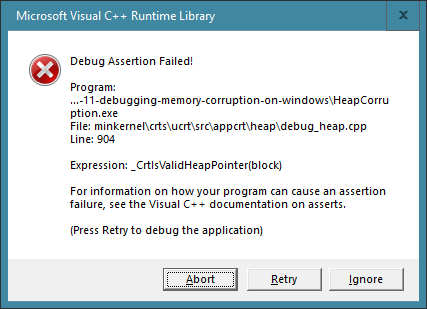 Microsoft Visual C++ Runtime Library
Debug Assertion Failed!
Program:
...-11-debugging-memory-corruption-on-windows\HeapCorru
ption.exe
File: minkernel\crts\ucrt\src\appcrt\heap\debug_heap.cpp
Line: 904
Expression: _CrtIsValidHeapPointer(block)
For information on how your program can cause an assertion
failure, see the Visual C++ documentation on asserts.
(Press Retry to debug the application)
Abort
Retry
Ignore